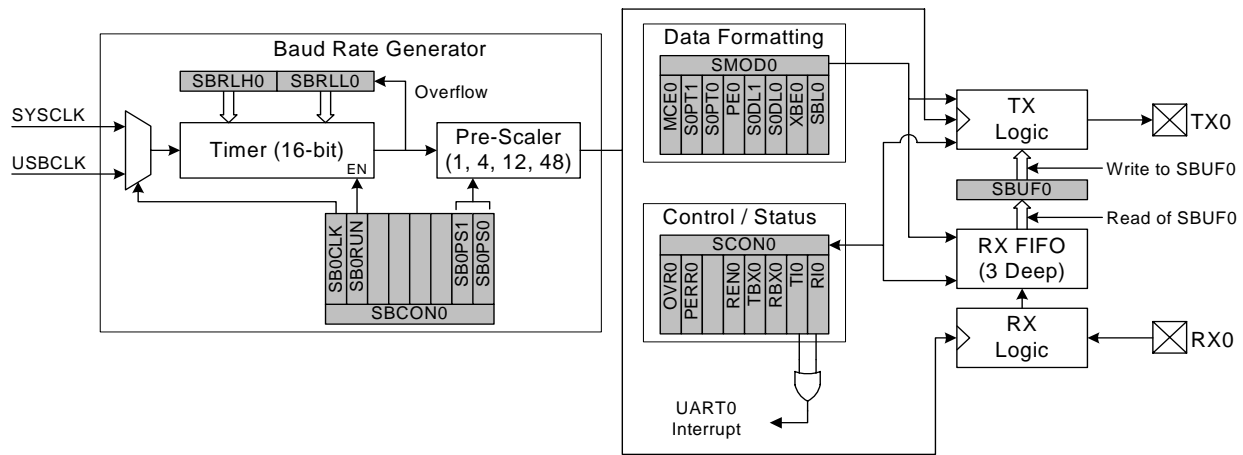 Baud Rate Generator
SBRLH0 SBRLL0
Overflow
SYSCLK
USBCLK
Timer (16-bit)
EN
Pre-Scaler
(1, 4, 12, 48)
SB0CLK
SB0RUN
SB0PS1
SB0PS0
SBCON0
Data Formatting
SMOD0
MCE0
S0PT1
S0PT0
PE0
S0DL1
S0DL0
XBE0
SBL0
Control / Status
SCON0
OVR0
PERR0
REN0
TBX0
RBX0
TI0
RI0
UART0
Interrupt
TX
Logic
TX0
Write to SBUF0
SBUF0
Read of SBUF0
RX FIFO
(3 Deep)
RX
Logic
RX0